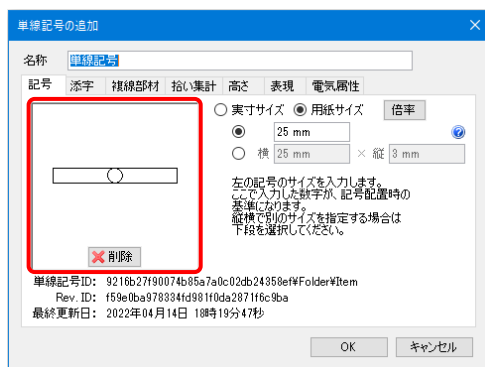 単線記号の追加
名称 単線記号
記号 添字 複線部材 拾い集計 高さ 表現 電気属性
実寸サイズ 用紙サイズ 倍率
25 mm
横 25 mm × 縦 3 mm
左の記号のサイズを入力します。
ここで入力した数字が、記号配置時の
基準になります。
縦横で別のサイズを指定する場合は
下段を選択してください。
削除
単線記号ID: 9216b27f90074b85a7a0c02db24358ef¥Folder¥Item
Rev. ID: f59e0ba978334fd981f0da2871f6c9ba
最終更新日: 2022年04月14日 18時19分47秒
OK キャンセル